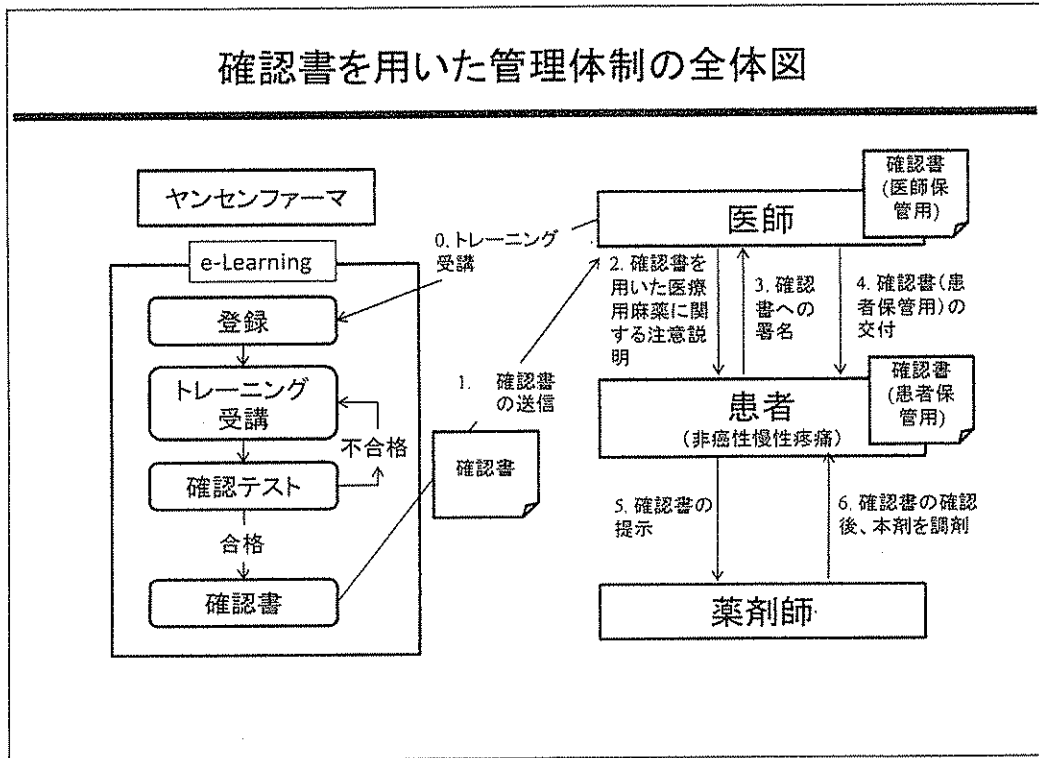 確認書を用いた管理体制の全体図
ヤンセンファーマ
e-Learning
登録
トレーニング
受講
不合格
確認テスト
合格
確認書
0.トレーニング
受講
1. 確認書
の送信
確認書
医師
確認書
(医師保
管用)
2. 確認書を
用いた医療
用麻薬に関
する注意説
明
3. 確認
書への
署名
4. 確認書(患
者保管用)の
交付
患者
(非癌性慢性疼痛)
確認書
(患者保
管用)
5. 確認書の
提示
6. 確認書の確認
後、本剤を調剤
薬剤師